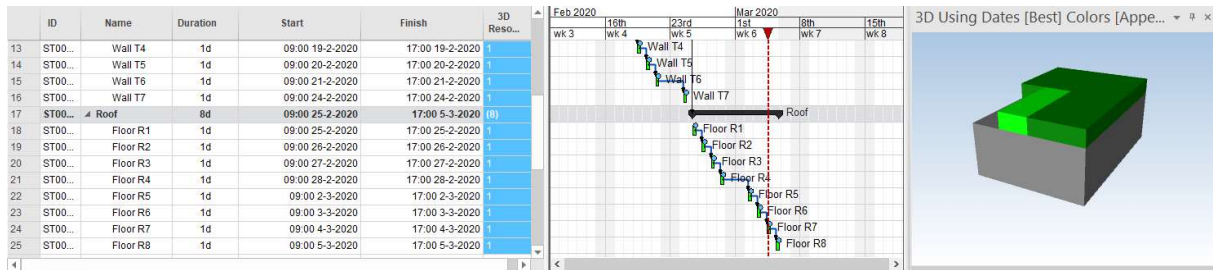 ID Name Duration Start Finish 3D Reso...
13 ST00... Wall T4 1d 09:00 19-2-2020 17:00 19-2-2020 1
14 ST00... Wall T5 1d 09:00 20-2-2020 17:00 20-2-2020 1
15 ST00... Wall T6 1d 09:00 21-2-2020 17:00 21-2-2020 1
16 ST00... Wall T7 1d 09:00 24-2-2020 17:00 24-2-2020 1
17 ST00... Roof 8d 09:00 25-2-2020 17:00 5-3-2020 (8)
18 ST00... Floor R1 1d 09:00 25-2-2020 17:00 25-2-2020 1
19 ST00... Floor R2 1d 09:00 26-2-2020 17:00 26-2-2020 1
20 ST00... Floor R3 1d 09:00 27-2-2020 17:00 27-2-2020 1
21 ST00... Floor R4 1d 09:00 28-2-2020 17:00 28-2-2020 1
22 ST00... Floor R5 1d 09:00 2-3-2020 17:00 2-3-2020 1
23 ST00... Floor R6 1d 09:00 3-3-2020 17:00 3-3-2020 1
24 ST00... Floor R7 1d 09:00 4-3-2020 17:00 4-3-2020 1
25 ST00... Floor R8 1d 09:00 5-3-2020 17:00 5-3-2020 1
Feb 2020 Mar 2020
16th 23rd 1st 8th 15th
wk 3 wk 4 wk 5 wk 6 wk 7 wk 8
Wall T4
Wall T5
Wall T6
Wall T7
Roof
Floor R1
Floor R2
Floor R3
Floor R4
Floor R5
Floor R6
Floor R7
Floor R8
3D Using Dates [Best] Colors [Appe...